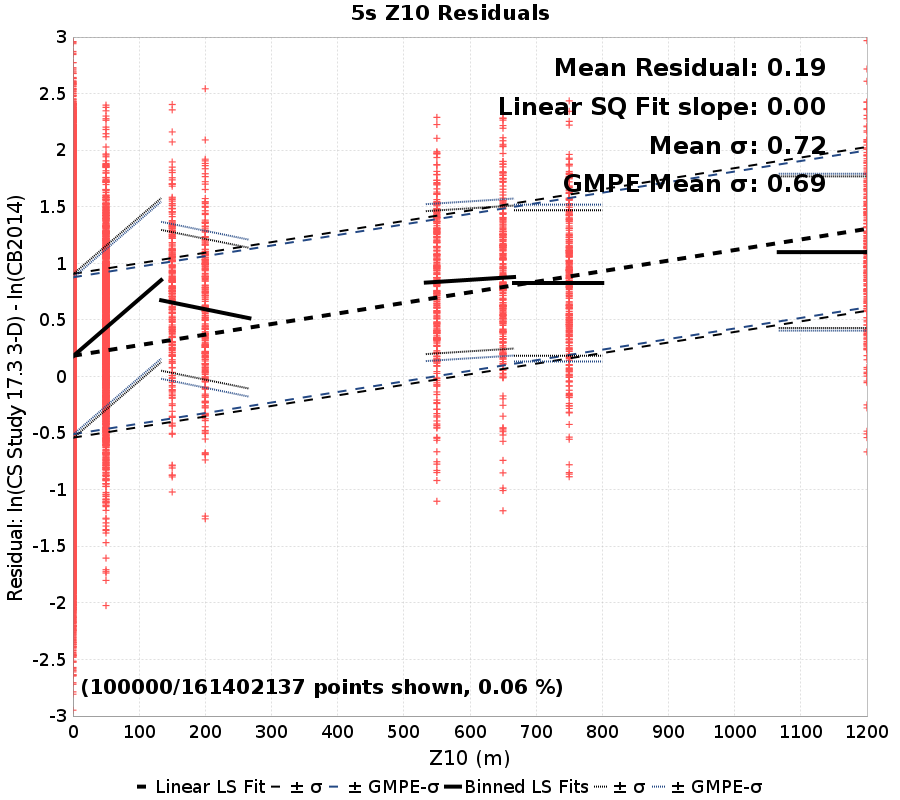 5s Z10 Residuals
Residual: ln(CS Study 17.3 3-D) - ln(CB2014)
3
2.5
2
1.5
1
0.5
0
-0.5
-1
-1.5
-2
-2.5
-3
Mean Residual: 0.19
Linear SQ Fit slope: 0.00
Mean σ: 0.72
GMPE Mean σ: 0.69
(100000/161402137 points shown, 0.06 %)
0 100 200 300 400 500 600 700 800 900 1000 1100 1200
Z10 (m)
Linear LS Fit ± σ ± GMPE-σ Binned LS Fits ± σ ± GMPE-σ